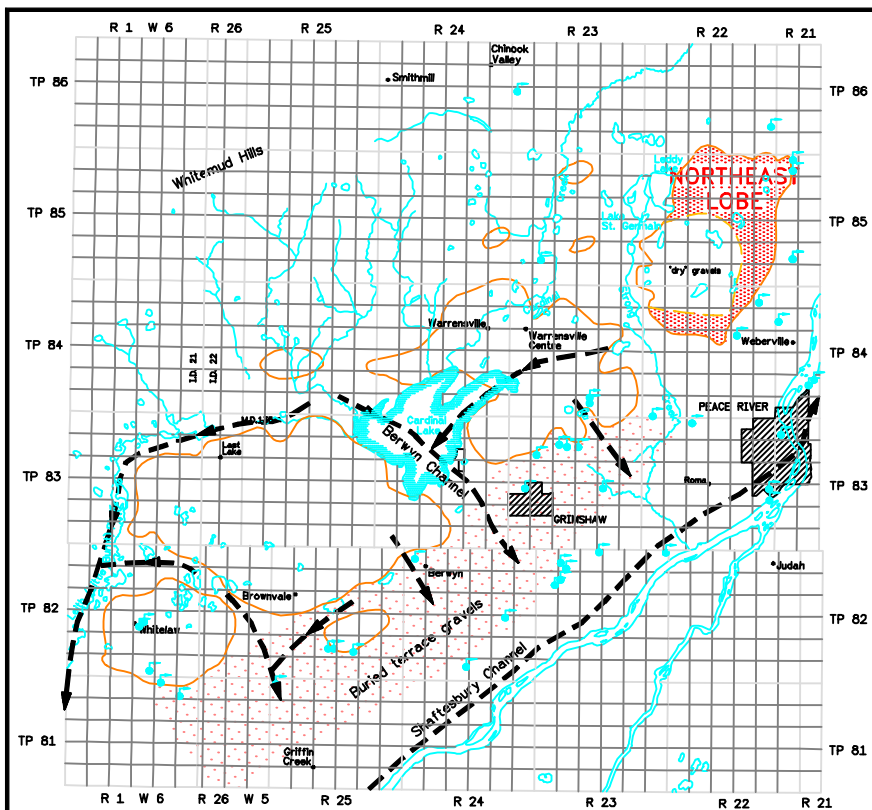 R 1 W 6 R 26 R 25 R 24 R 23 R 22 R 21
Chinook
Valley
TP 86
Smithmill
TP 86
Whitemud Hills
NORTHEAST
LOBE
TP 85
Lake
St. Germain
TP 85
"dry" gravels
Warrensville
Warrensville
Centre
Weberville
TP 84
TP 84
I.D. 21
I.D. 22
PEACE RIVER
Cardinal
Lake
Last
Lake
Berwyn Channel
TP 83
Roma
TP 83
GRIMSHAW
Berwyn
Judah
Brownvale
TP 82
TP 82
Whitelaw
Buried terrace gravels
Shaftesbury Channel
TP 81
TP 81
Griffin
Creek
R 1 W 6 R 26 W 5 R 25 R 24 R 23 R 22 R 21